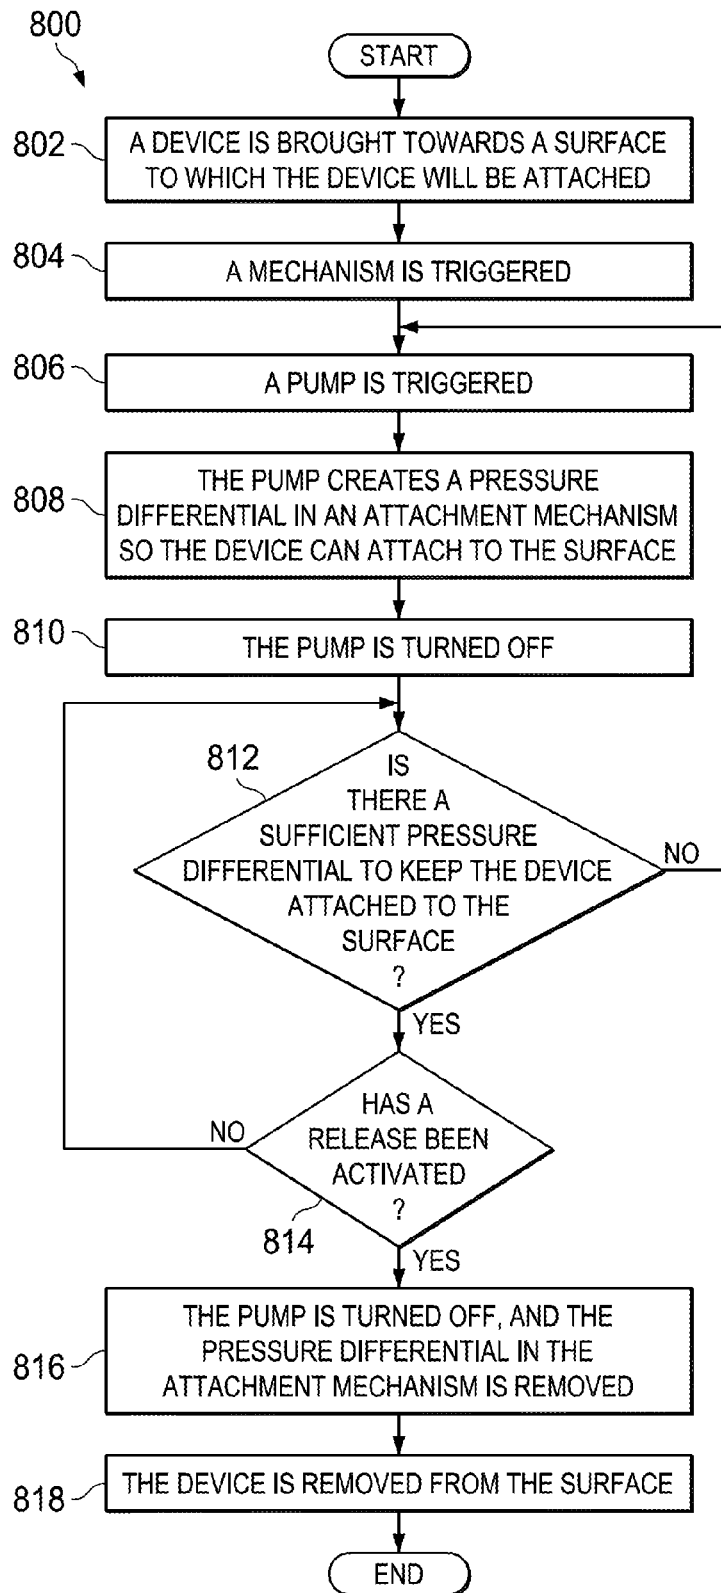 800
START
802
A DEVICE IS BROUGHT TOWARDS A SURFACE
TO WHICH THE DEVICE WILL BE ATTACHED
804
A MECHANISM IS TRIGGERED
806
A PUMP IS TRIGGERED
808
THE PUMP CREATES A PRESSURE
DIFFERENTIAL IN AN ATTACHMENT MECHANISM
SO THE DEVICE CAN ATTACH TO THE SURFACE
810
THE PUMP IS TURNED OFF
812
IS
THERE A
SUFFICIENT PRESSURE
DIFFERENTIAL TO KEEP THE DEVICE
ATTACHED TO THE
SURFACE
?
NO
YES
HAS A
RELEASE BEEN
ACTIVATED
?
NO
814
YES
816
THE PUMP IS TURNED OFF, AND THE
PRESSURE DIFFERENTIAL IN THE
ATTACHMENT MECHANISM IS REMOVED
818
THE DEVICE IS REMOVED FROM THE SURFACE
END